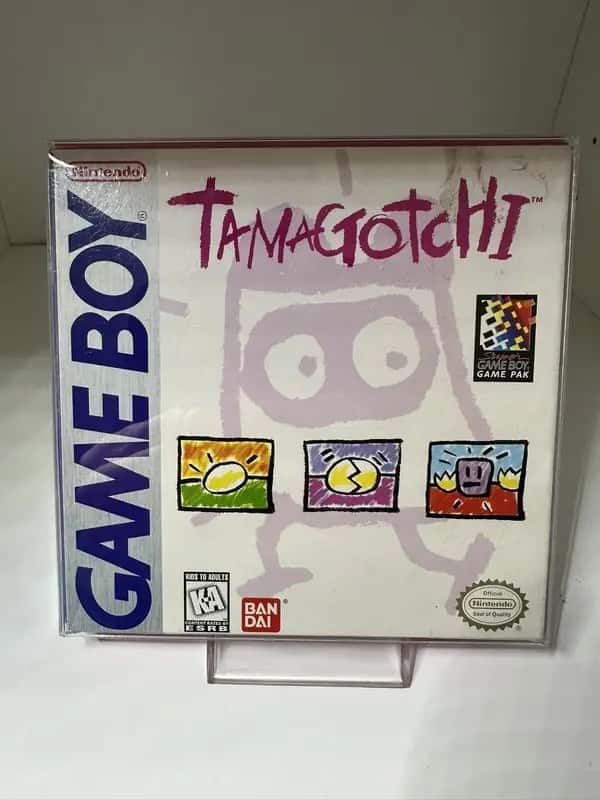 Nintendo
GAME BOY
®
TAMAGOTCHI™
Super
GAME BOY
GAME PAK
KIDS TO ADULTS
K-A
CONTENT RATED BY
ESRB
BAN
DAI
®
Official
Nintendo
Seal of Quality
®